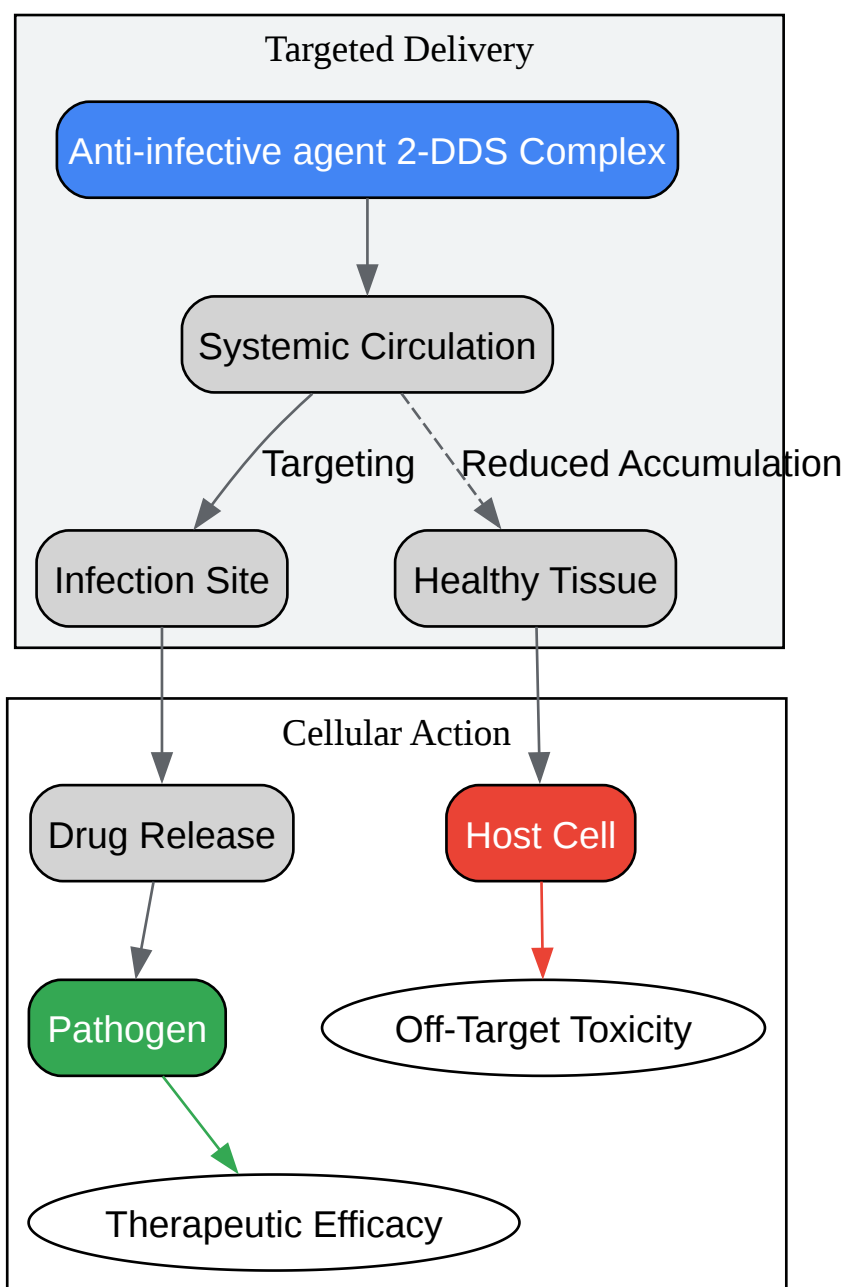 Targeted Delivery
Anti-infective agent 2-DDS Complex
Systemic Circulation
Targeting
Reduced Accumulation
Infection Site
Healthy Tissue
Cellular Action
Drug Release
Host Cell
Pathogen
Off-Target Toxicity
Therapeutic Efficacy